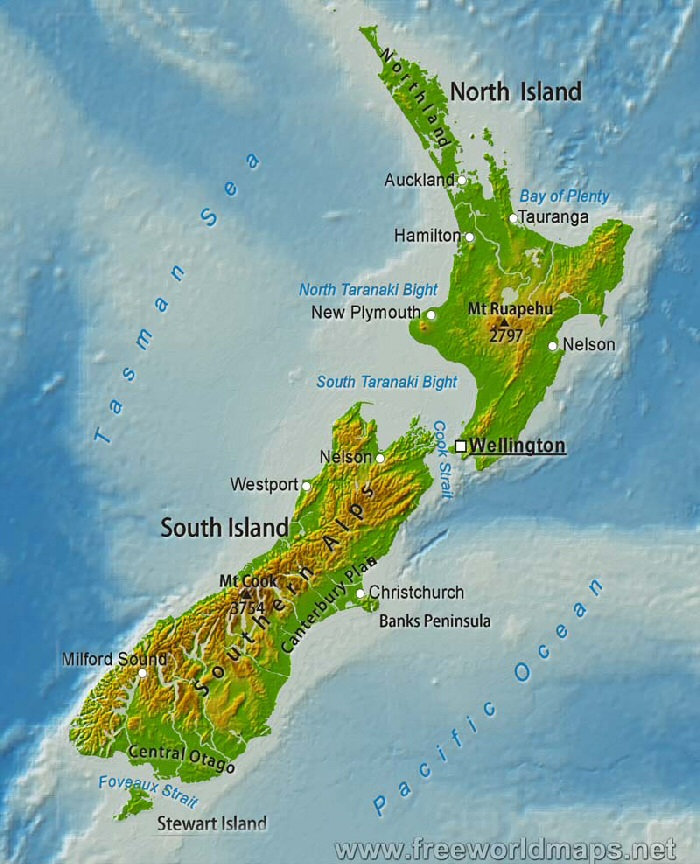 Northland
North Island
Auckland
Bay of Plenty
Tauranga
Hamilton
Tasman Sea
North Taranaki Bight
New Plymouth
Mt Ruapehu
2797
Nelson
South Taranaki Bight
Cook Strait
Wellington
Nelson
Westport
South Island
Southern Alps
Mt Cook
3754
Canterbury Plan
Christchurch
Banks Peninsula
Milford Sound
Pacific Ocean
Central Otago
Foveaux Strait
Stewart Island
www.freeworldmaps.net